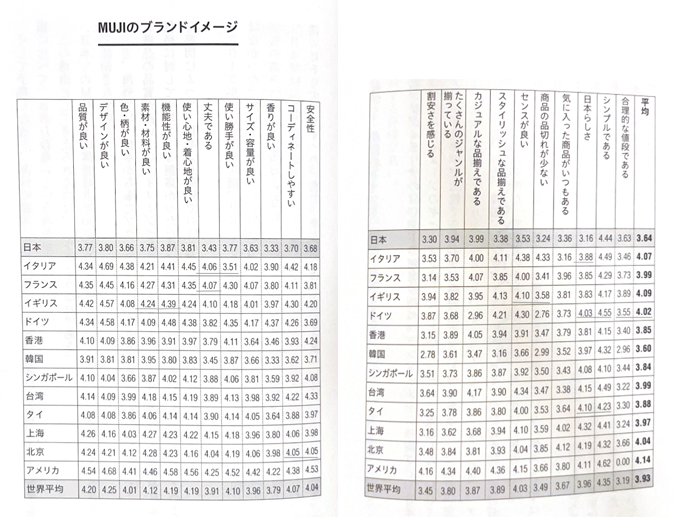 MUJIのブランドイメージ
品質が良い デザインが良い 色・柄が良い 素材・材料が良い 機能性が良い 使い心地・着心地が良い 丈夫である 使い勝手が良い サイズ・容量が良い 香りが良い コーディネートしやすい 安全性
日本 3.77 3.80 3.66 3.75 3.87 3.81 3.43 3.77 3.63 3.33 3.70 3.68
イタリア 4.34 4.69 4.38 4.21 4.41 4.45 4.06 3.51 4.02 3.90 4.42 4.18
フランス 4.35 4.45 4.16 4.27 4.31 4.35 4.07 4.30 4.07 3.80 4.11 3.81
イギリス 4.42 4.57 4.08 4.24 4.39 4.24 4.10 4.18 4.01 3.97 4.30 4.20
ドイツ 4.34 4.58 4.17 4.09 4.48 4.38 3.82 4.35 4.17 4.37 4.26 3.69
香港 4.10 4.09 3.86 3.96 3.91 3.97 3.79 4.11 3.64 3.46 3.93 4.24
韓国 3.91 3.81 3.81 3.95 3.80 3.83 3.45 3.87 3.66 3.33 3.62 3.71
シンガポール 4.10 4.04 3.66 3.87 4.02 4.12 3.88 4.06 3.81 3.59 3.92 4.08
台湾 4.14 4.09 3.99 4.18 4.15 4.19 3.89 4.13 3.98 3.92 4.22 4.33
タイ 4.08 4.08 3.86 4.06 4.14 4.14 3.90 4.14 4.05 3.64 3.88 3.97
上海 4.26 4.16 4.03 4.27 4.23 4.22 4.15 4.18 3.96 3.80 4.06 3.98
北京 4.24 4.21 4.12 4.28 4.23 4.16 4.04 4.19 4.22 3.96 4.05 4.05
アメリカ 4.54 4.68 4.41 4.46 4.58 4.56 4.25 4.42 4.22 4.38 4.38 4.53
世界平均 4.20 4.25 4.01 4.12 4.19 4.19 3.91 4.10 3.96 3.79 4.07 4.04
割安さを感じる たくさんのジャンルが揃っている カジュアルな品揃えである スタイリッシュな品揃えである センスが良い 商品の品切れが少ない 気に入った商品がいつもある 日本らしさ シンプルである 合理的な値段である 平均
日本 3.30 3.94 3.99 3.38 3.53 3.24 3.36 3.16 4.44 3.63 3.64
イタリア 3.53 3.70 4.00 4.11 4.38 4.33 3.16 3.88 4.49 3.46 4.07
フランス 3.14 3.53 4.07 3.85 4.00 3.41 3.96 3.85 4.29 3.73 3.99
イギリス 3.94 3.82 3.95 4.13 4.10 3.58 3.81 3.83 4.17 3.89 4.09
ドイツ 3.87 3.68 2.96 4.21 4.30 2.76 3.73 4.03 4.55 3.55 4.02
香港 3.15 3.89 4.05 3.94 3.91 3.47 3.79 3.81 4.15 3.40 3.85
韓国 2.78 3.61 3.47 3.16 3.66 2.99 3.52 3.97 4.32 2.96 3.60
シンガポール 3.51 3.73 3.86 3.87 3.92 3.50 3.43 4.08 4.10 3.29 3.84
台湾 3.64 3.90 4.17 3.90 4.34 3.47 3.38 4.15 4.49 3.22 3.99
タイ 3.25 3.78 3.86 3.80 4.00 3.53 3.64 4.10 4.23 3.30 3.88
上海 3.16 3.62 3.68 3.94 4.10 3.59 4.02 4.32 4.41 3.24 3.97
北京 3.48 3.84 3.81 3.93 4.04 3.85 4.12 4.19 4.32 3.66 4.04
アメリカ 4.16 4.34 4.40 4.36 4.15 3.66 3.80 4.11 4.62 0.00 4.14
世界平均 3.45 3.80 3.87 3.89 4.03 3.49 3.67 3.96 4.35 3.19 3.93